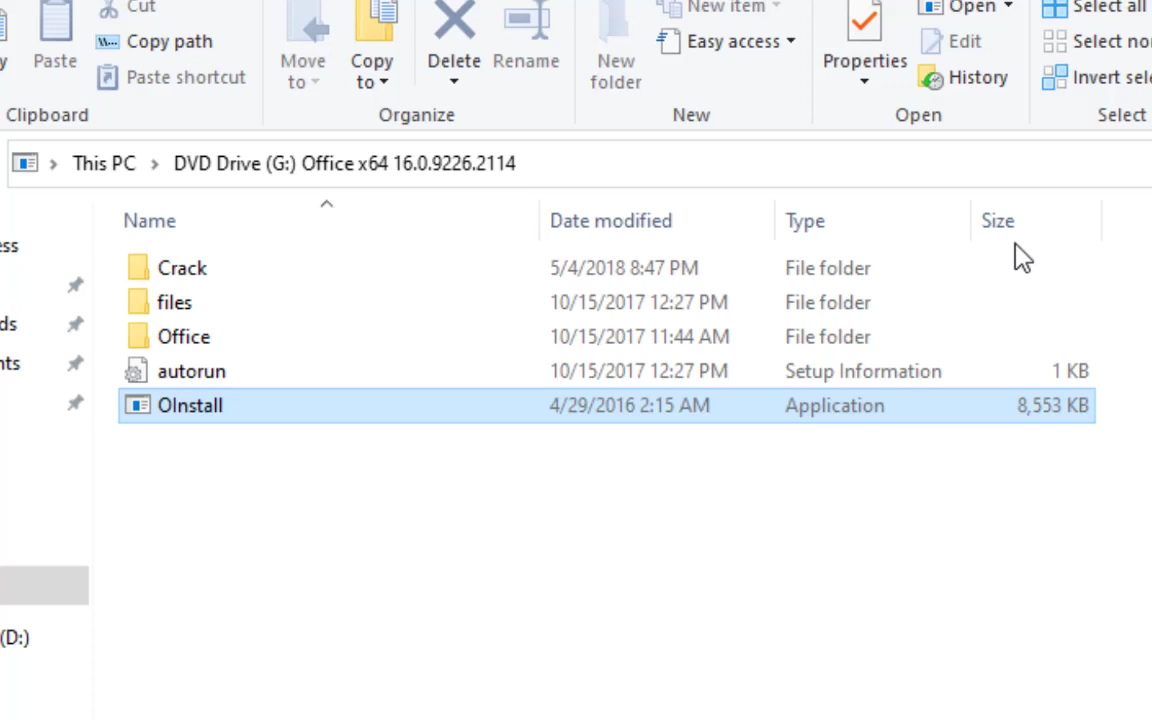 Cut
New item
Open
Select all
Copy path
Easy access
Edit
Paste
Move to
Copy to
Delete
Rename
New folder
Properties
Paste shortcut
History
Invert
Clipboard
Organize
New
Open
Select
This PC > DVD Drive (G:) Office x64 16.0.9226.2114
Name Date modified Type Size
Crack 5/4/2018 8:47 PM File folder
files 10/15/2017 12:27 PM File folder
Office 10/15/2017 11:44 AM File folder
autorun 10/15/2017 12:27 PM Setup Information 1 KB
OInstall 4/29/2016 2:15 AM Application 8,553 KB
(D:)